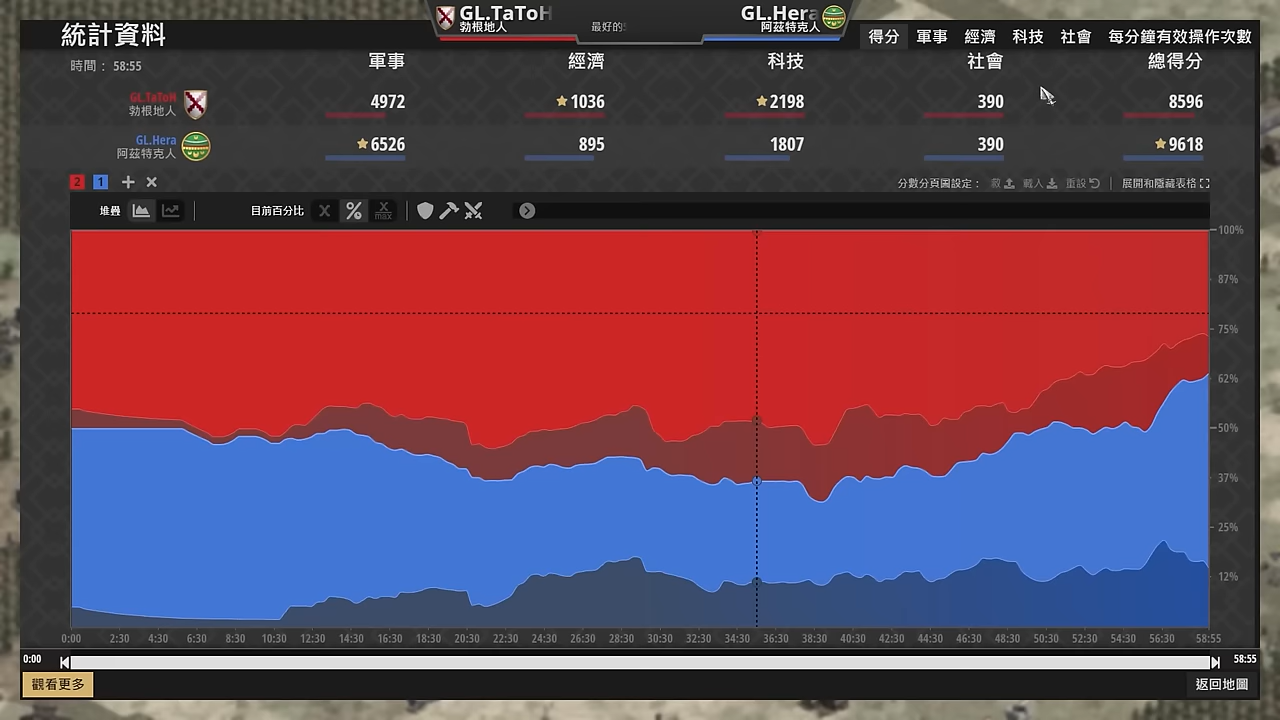 GL.TaToH
勃根地人
最好的
GL.Hera
阿茲特克人
統計資料
得分 軍事 經濟 科技 社會 每分鐘有效操作次數
時間： 58:55
軍事 經濟 科技 社會 總得分
GL.TaToH
勃根地人
4972 1036 2198 390 8596
GL.Hera
阿茲特克人
6526 895 1807 390 9618
2 1
分數分頁圖設定： 載入 重設 展開和隱藏表格
堆疊 目前百分比 X % X max
100%
87%
75%
62%
50%
37%
25%
12%
0:00 2:30 4:30 6:30 8:30 10:30 12:30 14:30 16:30 18:30 20:30 22:30 24:30 26:30 28:30 30:30 32:30 34:30 36:30 38:30 40:30 42:30 44:30 46:30 48:30 50:30 52:30 54:30 56:30 58:55
0:00 58:55
觀看更多 返回地圖